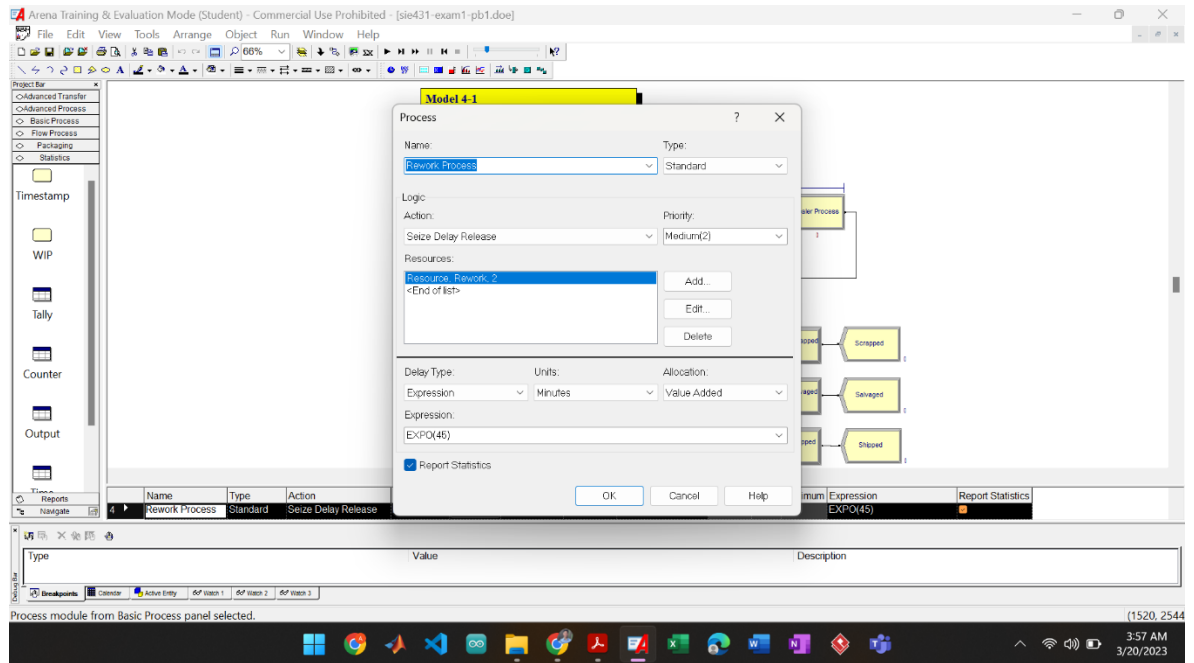 Arena Training & Evaluation Mode (Student) - Commercial Use Prohibited - [sie431-exam1-pb1.doe]
File Edit View Tools Arrange Object Run Window Help
66%
Project Bar
Advanced Transfer
Advanced Process
Basic Process
Flow Process
Packaging
Statistics
Timestamp
WIP
Tally
Counter
Output
Reports
Navigate
Model 4-1
Process
Name: Type:
Rework Process Standard
Logic
Action: Priority:
Seize Delay Release Medium(2)
Resources:
Resource, Rework, 2
<End of list>
Add...
Edit...
Delete
Delay Type: Units: Allocation:
Expression Minutes Value Added
Expression:
EXPO(45)
Report Statistics
OK Cancel Help
Process
Scrapped
Salvaged
Shipped
Name Type Action Expression Report Statistics
4 Rework Process Standard Seize Delay Release EXPO(45)
Type Value Description
Debug Bar
Breakpoints Calendar Active Entity Watch 1 Watch 2 Watch 3
Process module from Basic Process panel selected. (1520, 2544
3:57 AM
3/20/2023